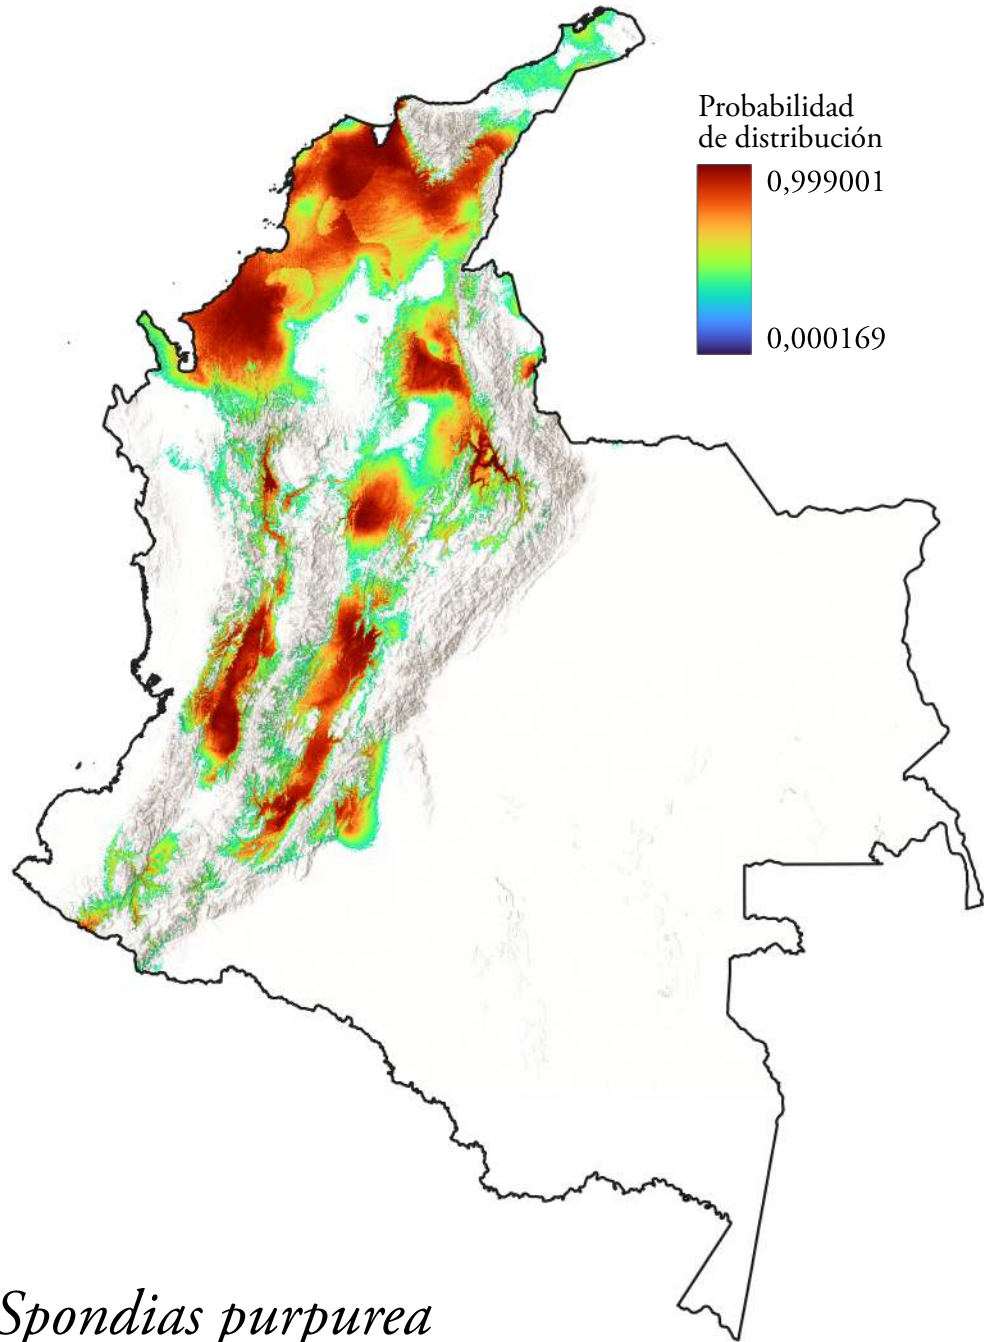 Probabilidad
de distribución
0,999001
0,000169
Spondias purpurea